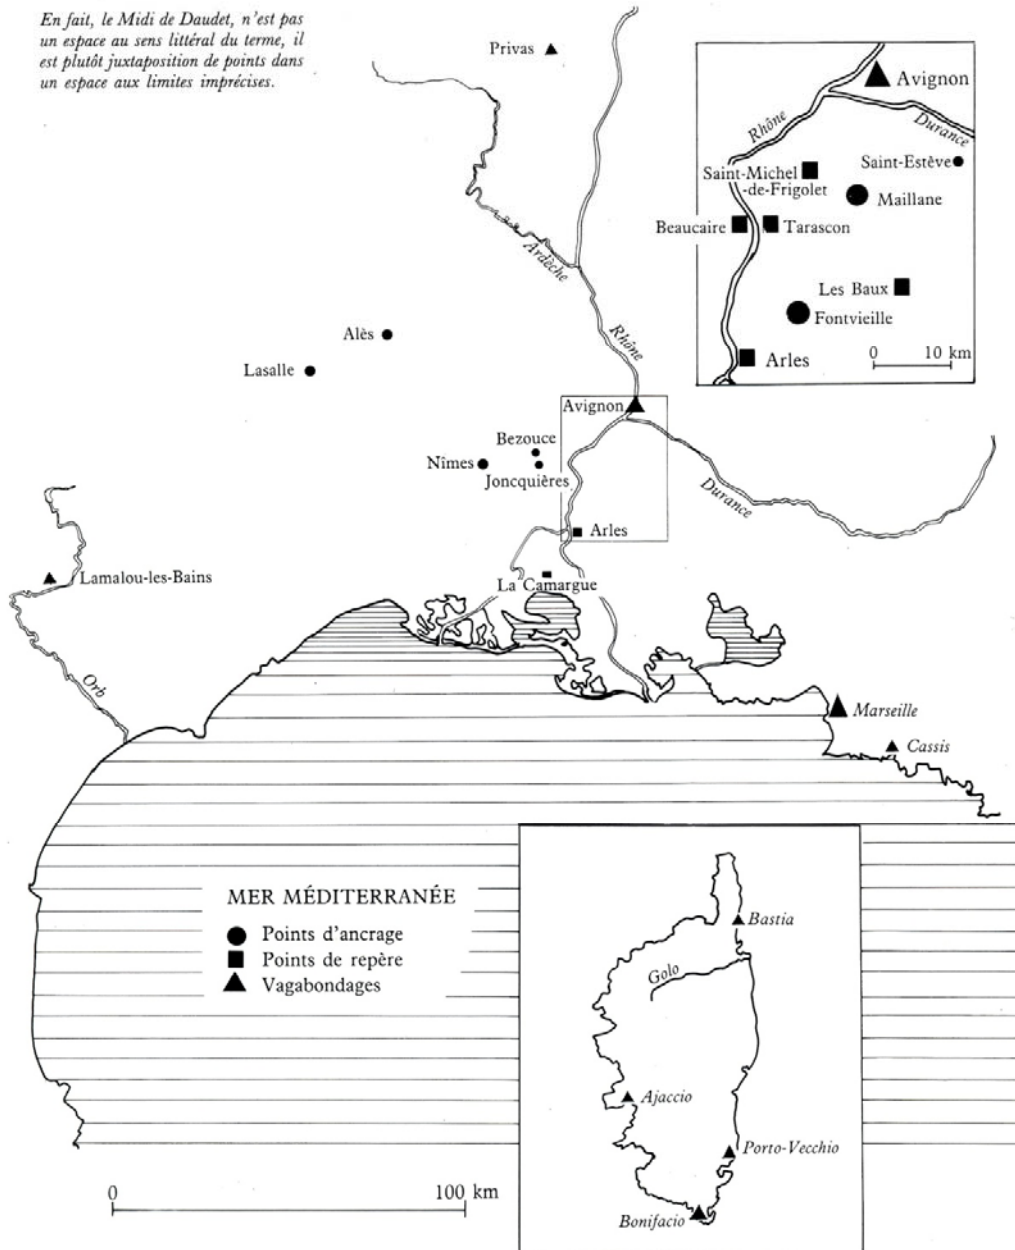 En fait, le Midi de Daudet, n'est pas
un espace au sens littéral du terme, il
est plutôt juxtaposition de points dans
un espace aux limites imprécises.
Privas
Ardèche
Rhône
Alès
Lasalle
Avignon
Bezouce
Nîmes
Joncquières
Durance
Arles
La Camargue
Lamalou-les-Bains
Orb
Marseille
Cassis
Avignon
Rhône
Durance
Saint-Estève
Saint-Michel
-de-Frigolet
Maillane
Beaucaire
Tarascon
Les Baux
Fontvieille
Arles
0 10 km
MER MÉDITERRANÉE
Points d'ancrage
Points de repère
Vagabondages
Bastia
Golo
Ajaccio
Porto-Vecchio
Bonifacio
0 100 km